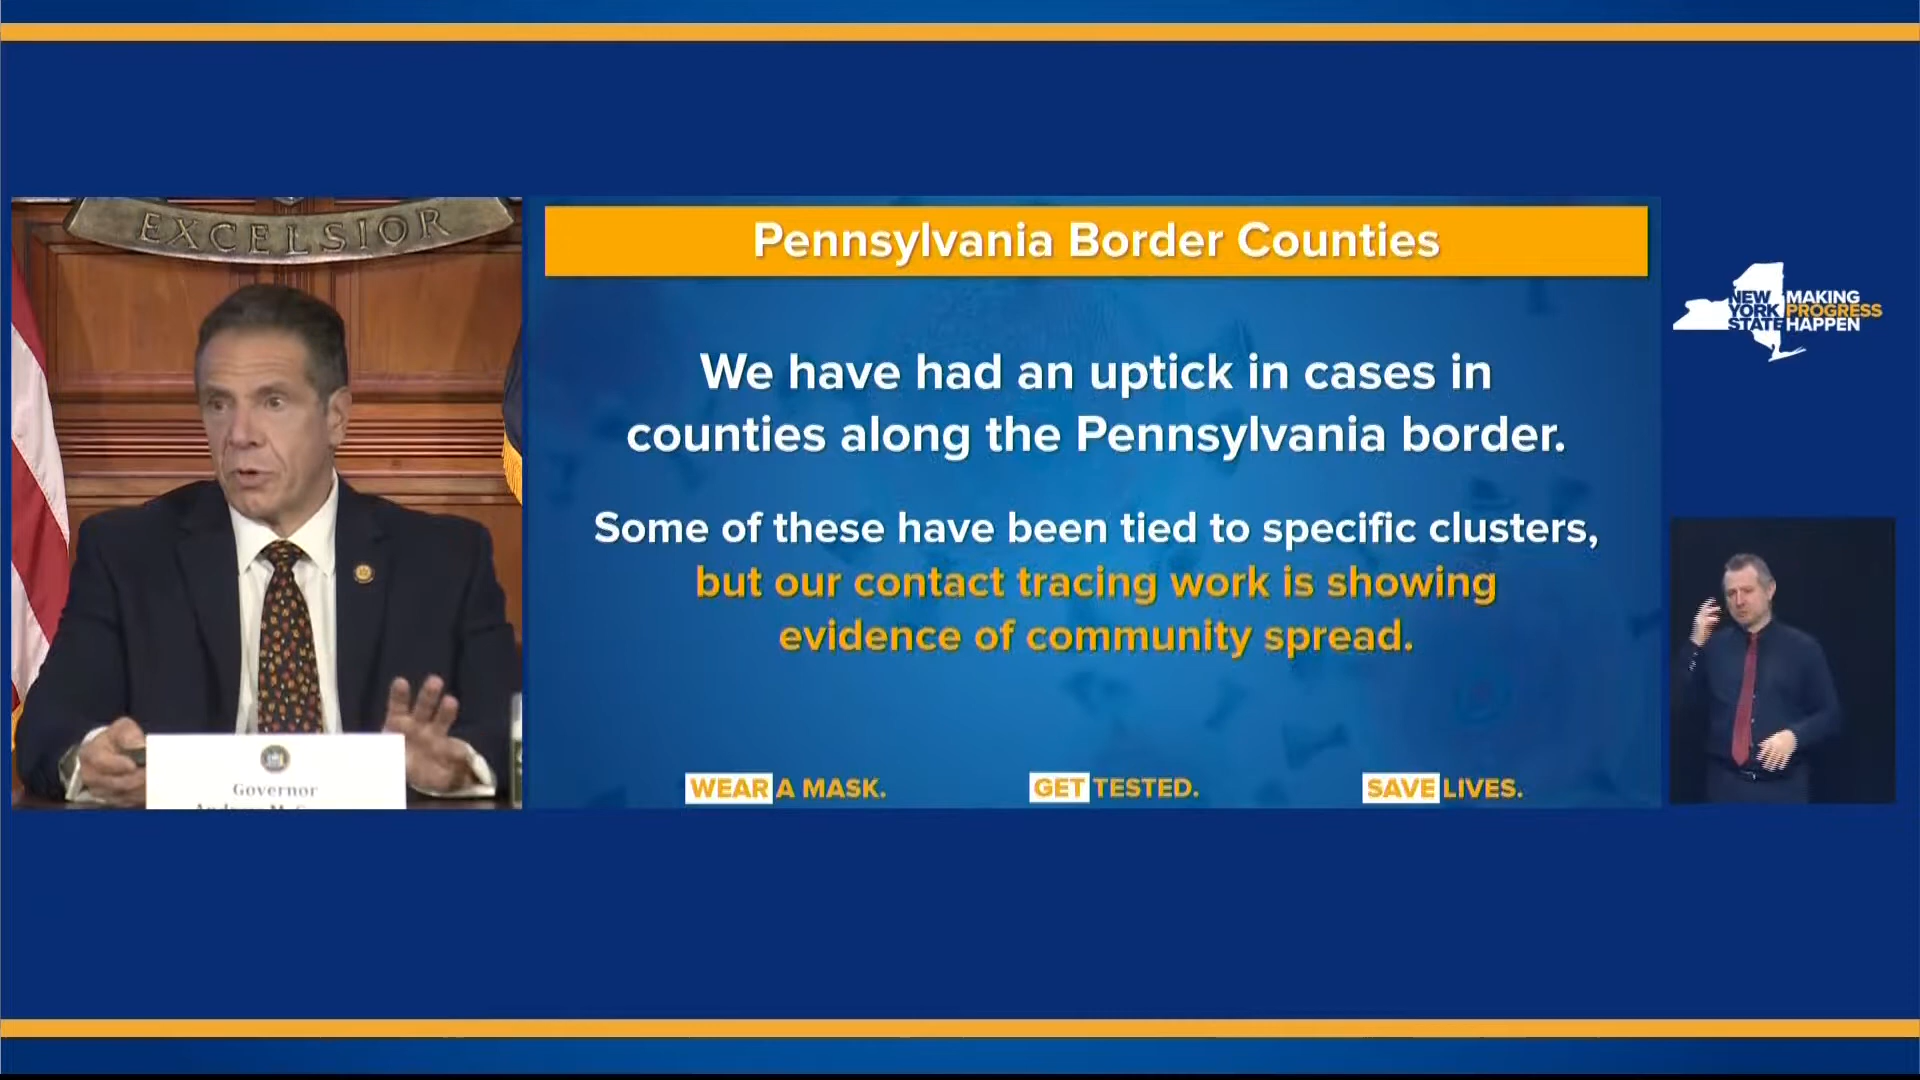 EXCELSIOR
Governor
Pennsylvania Border Counties
We have had an uptick in cases in
counties along the Pennsylvania border.
Some of these have been tied to specific clusters,
but our contact tracing work is showing
evidence of community spread.
WEAR A MASK.
GET TESTED.
SAVE LIVES.
NEW
YORK
STATE
MAKING
PROGRESS
HAPPEN